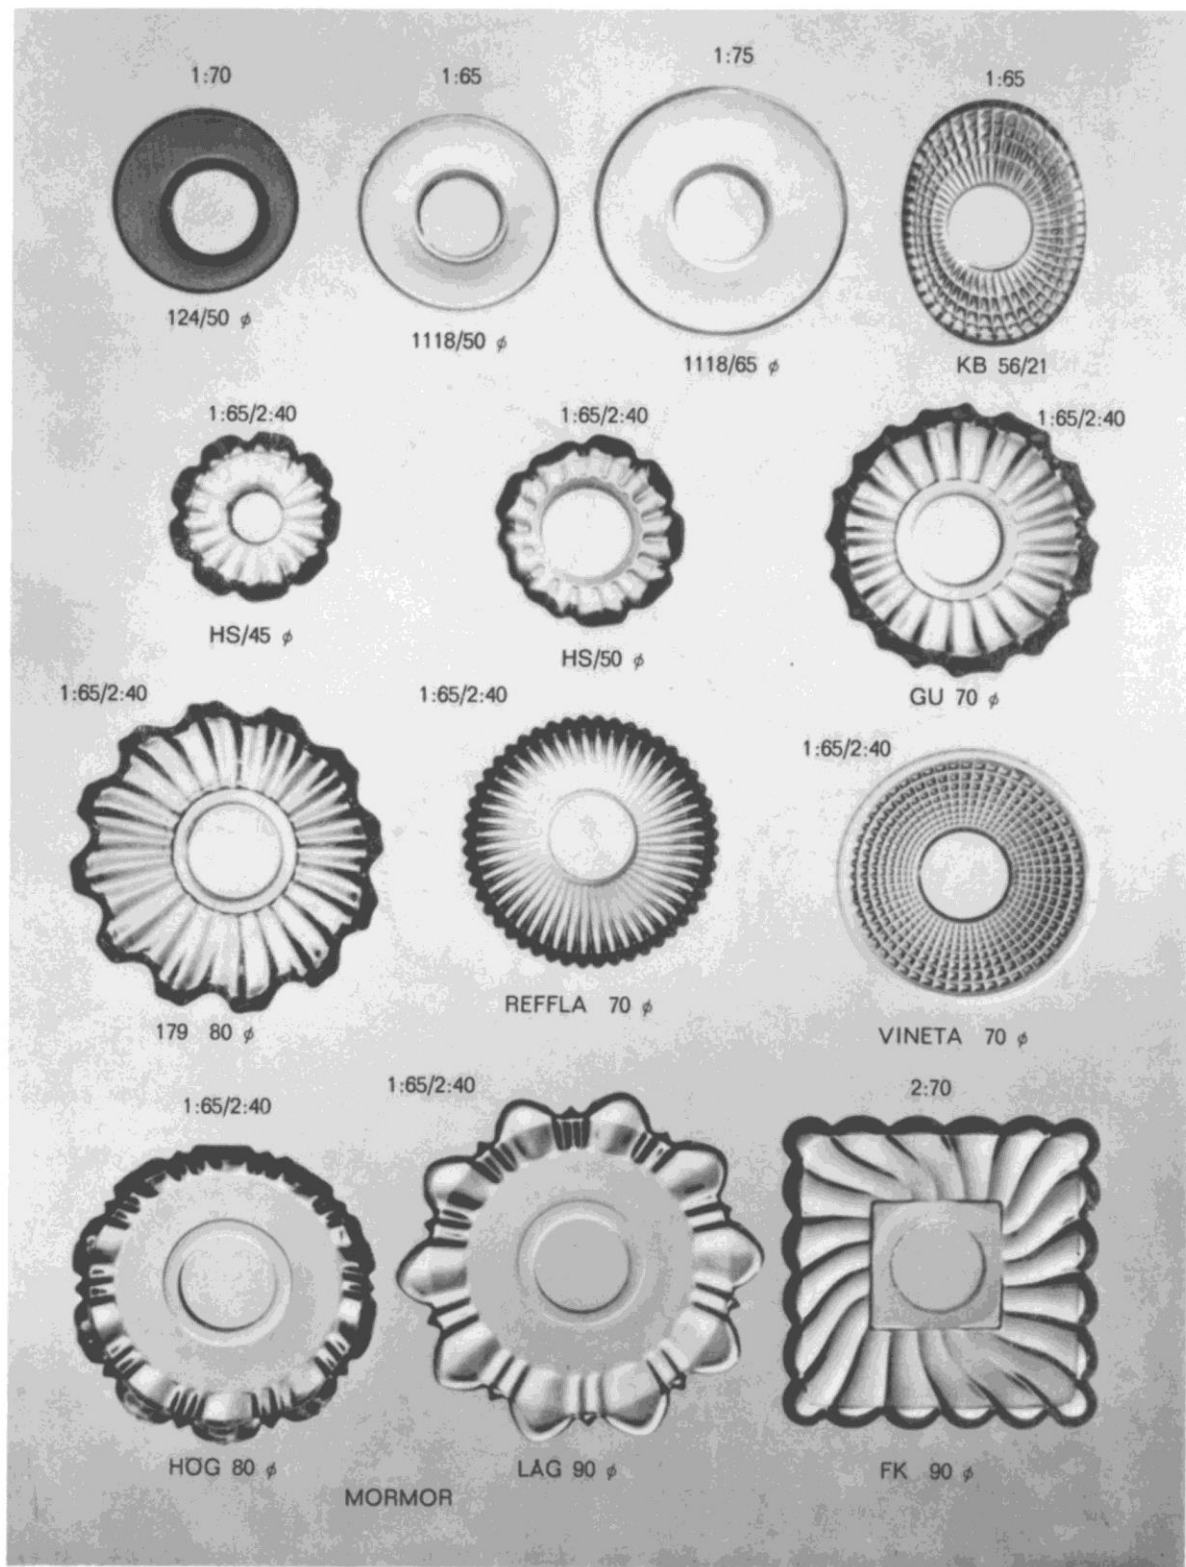 1:70
1:65
1:75
1:65
124/50 ⌀
1118/50 ⌀
1118/65 ⌀
KB 56/21
1:65/2:40
1:65/2:40
1:65/2:40
HS/45 ⌀
HS/50 ⌀
GU 70 ⌀
1:65/2:40
1:65/2:40
1:65/2:40
179 80 ⌀
REFFLA 70 ⌀
VINETA 70 ⌀
1:65/2:40
1:65/2:40
2:70
HÖG 80 ⌀
LÅG 90 ⌀
FK 90 ⌀
MORMOR